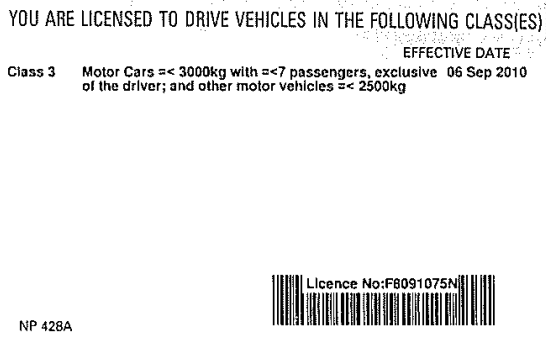 YOU ARE LICENSED TO DRIVE VEHICLES IN THE FOLLOWING CLASS(ES)
EFFECTIVE DATE
Class 3 Motor Cars =< 3000kg with =<7 passengers, exclusive 06 Sep 2010
of the driver; and other motor vehicles =< 2500kg
Licence No:F8091075N
NP 428A